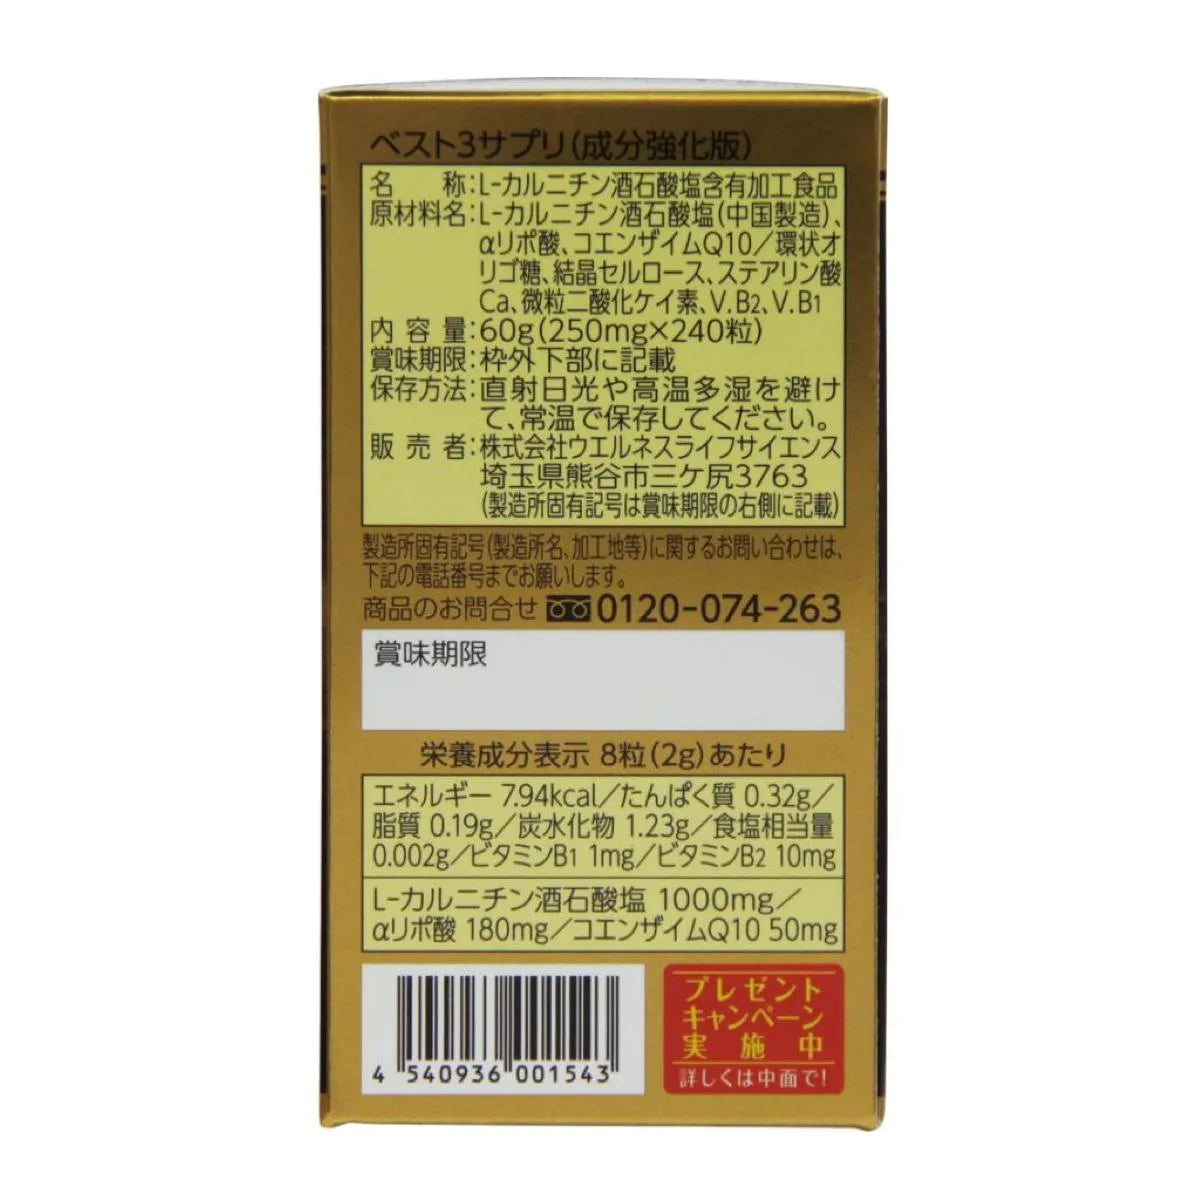 ベスト3サプリ(成分強化版)
名称:L-カルニチン酒石酸塩含有加工食品
原材料名:L-カルニチン酒石酸塩(中国製造)、
αリポ酸、コエンザイムQ10/環状オ
リゴ糖、結晶セルロース、ステアリン酸
Ca、微粒二酸化ケイ素、V.B2、V.B1
内容量:60g(250mg×240粒)
賞味期限:枠外下部に記載
保存方法:直射日光や高温多湿を避け
て、常温で保存してください。
販売者:株式会社ウエルネスライフサイエンス
埼玉県熊谷市三ケ尻3763
(製造所固有記号は賞味期限の右側に記載)
製造所固有記号(製造所名、加工地等)に関するお問い合わせは、
下記の電話番号までお願いします。
商品のお問合せ 0120-074-263
賞味期限
栄養成分表示 8粒(2g)あたり
エネルギー 7.94kcal/たんぱく質 0.32g/
脂質 0.19g/炭水化物 1.23g/食塩相当量
0.002g/ビタミンB1 1mg/ビタミンB2 10mg
L-カルニチン酒石酸塩 1000mg/
αリポ酸 180mg/コエンザイムQ10 50mg
4 540936 001543
プレゼント
キャンペーン
実施中
詳しくは中面で!